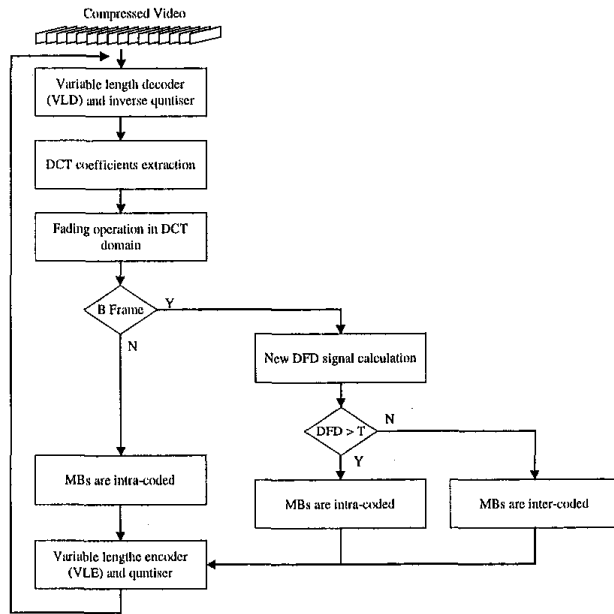 Compressed Video
Variable length decoder
(VLD) and inverse quntiser
DCT coefficients extraction
Fading operation in DCT
domain
B Frame
Y
N
New DFD signal calculation
DFD > T
N
Y
MBs are intra-coded
MBs are intra-coded
MBs are inter-coded
Variable lengthe encoder
(VLE) and quntiser